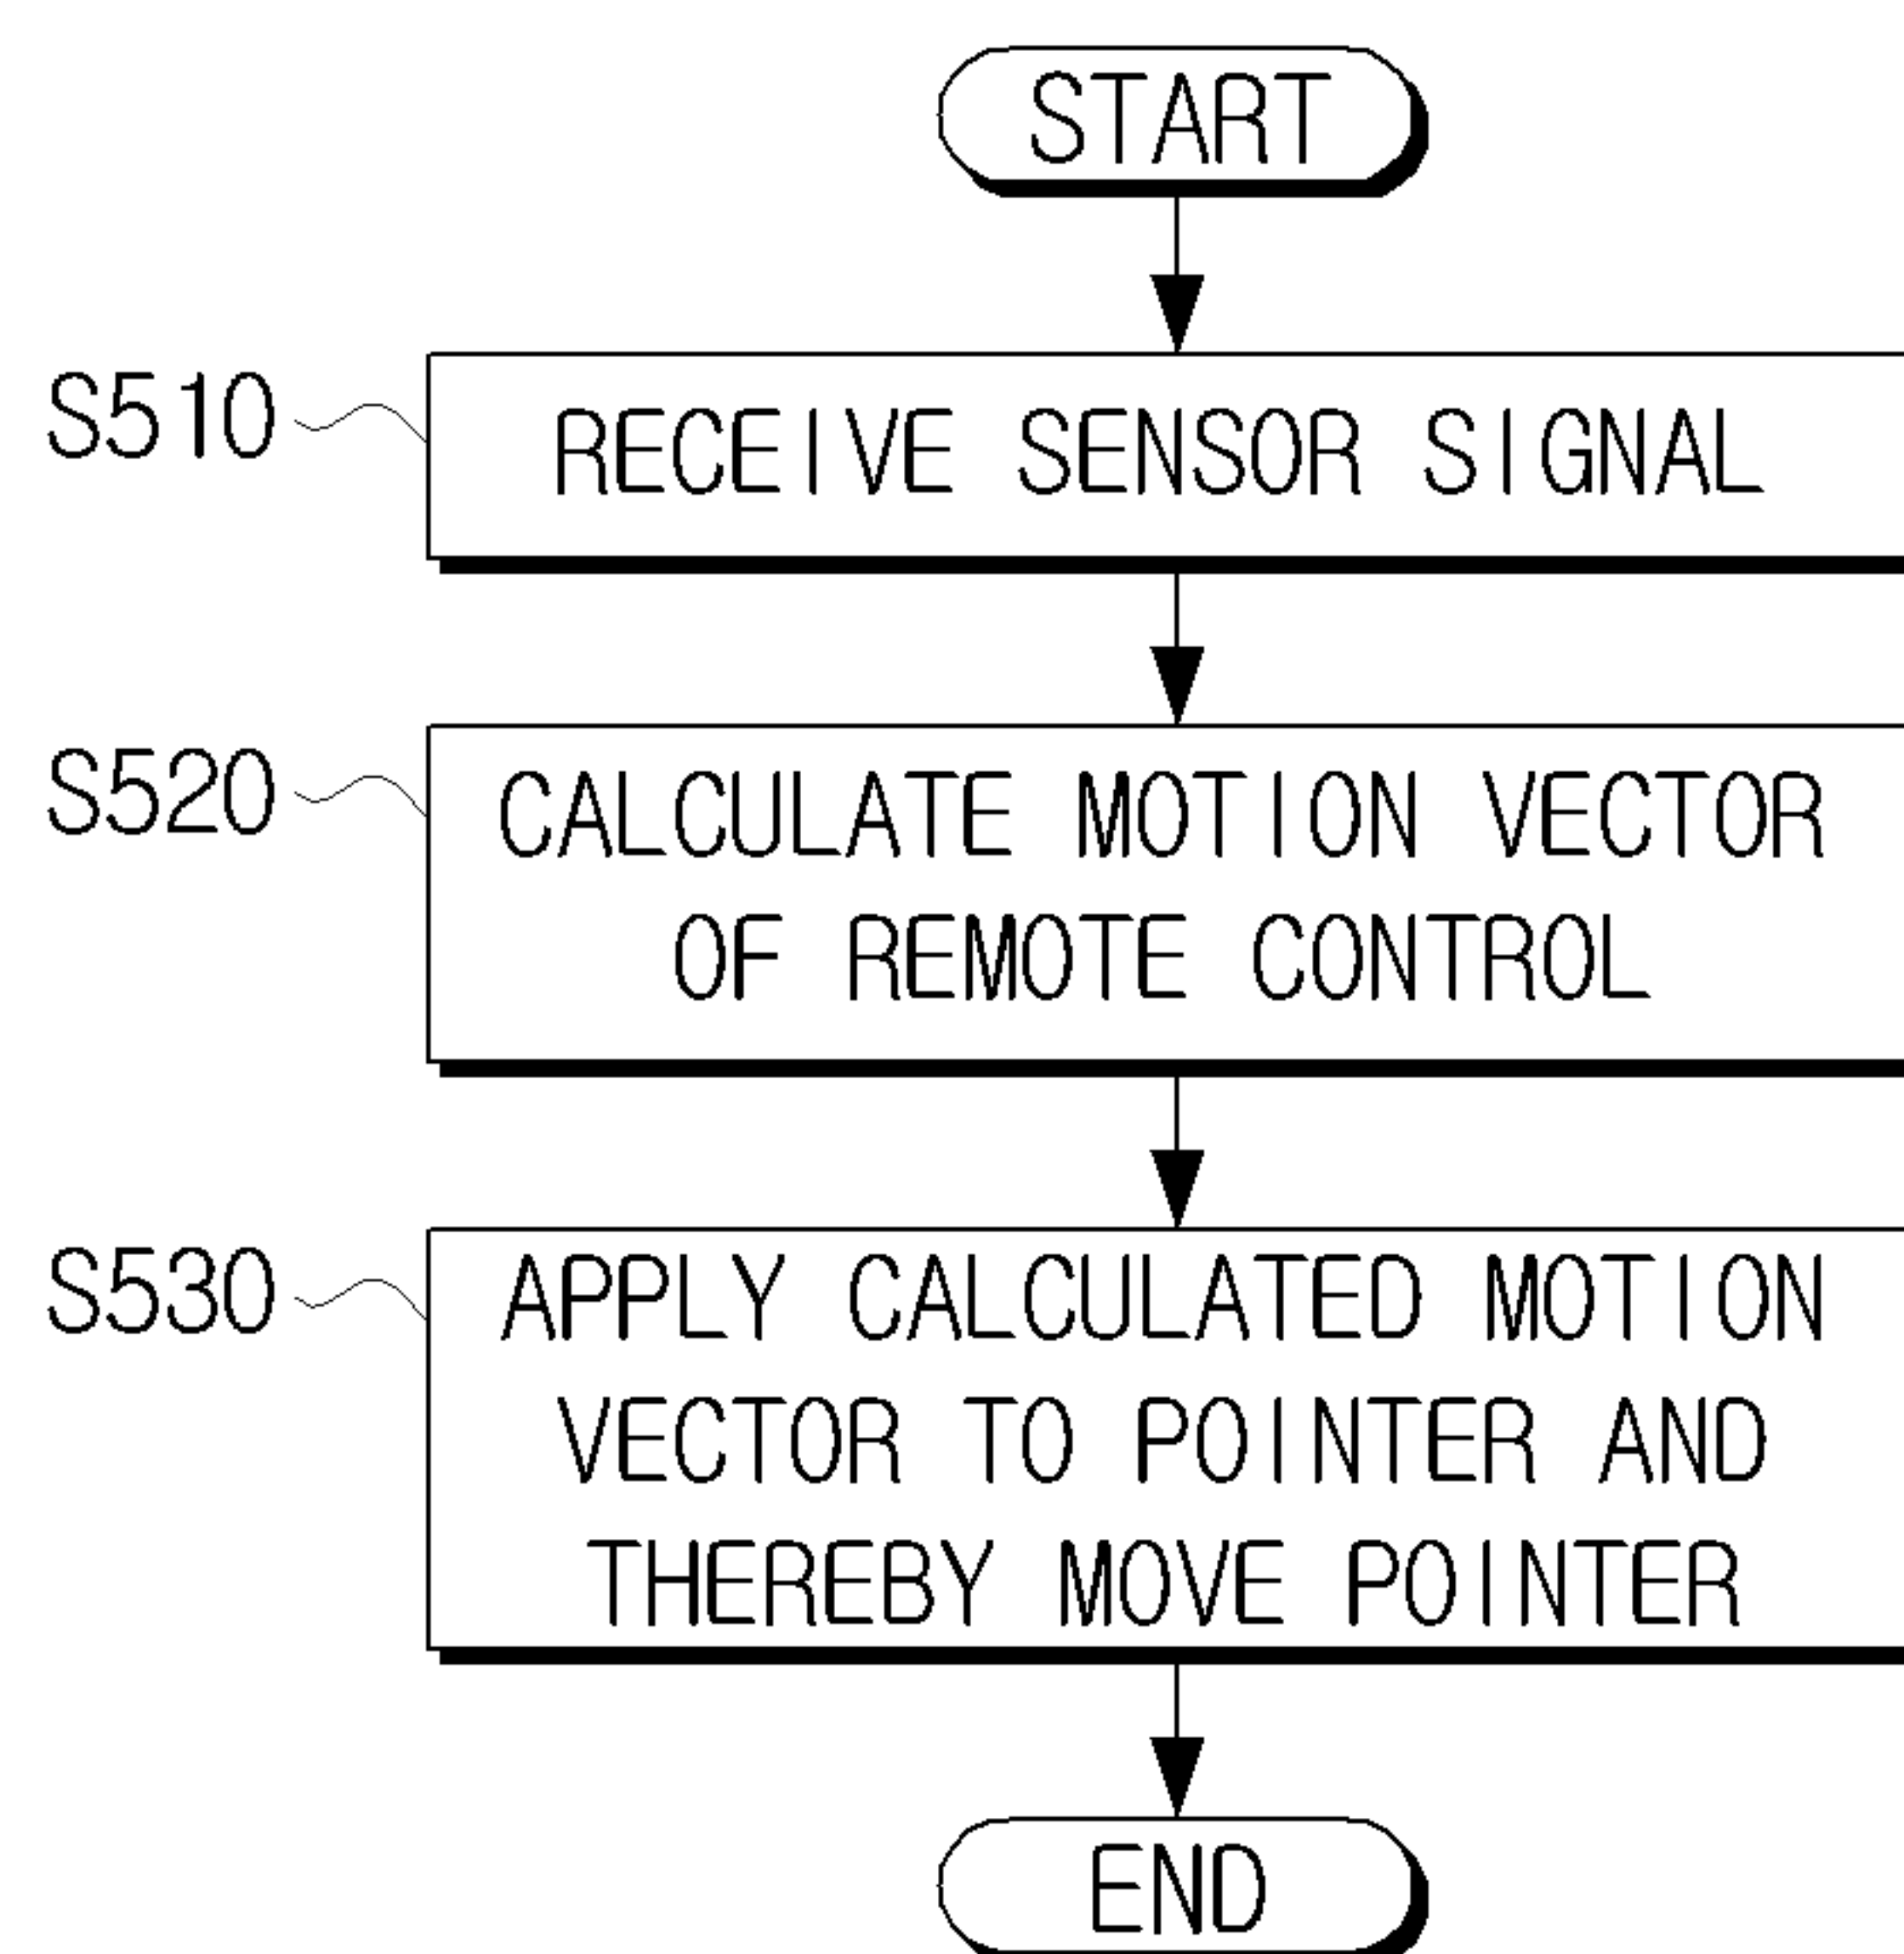 START
S510
RECEIVE SENSOR SIGNAL
S520
CALCULATE MOTION VECTOR
OF REMOTE CONTROL
S530
APPLY CALCULATED MOTION
VECTOR TO POINTER AND
THEREBY MOVE POINTER
END